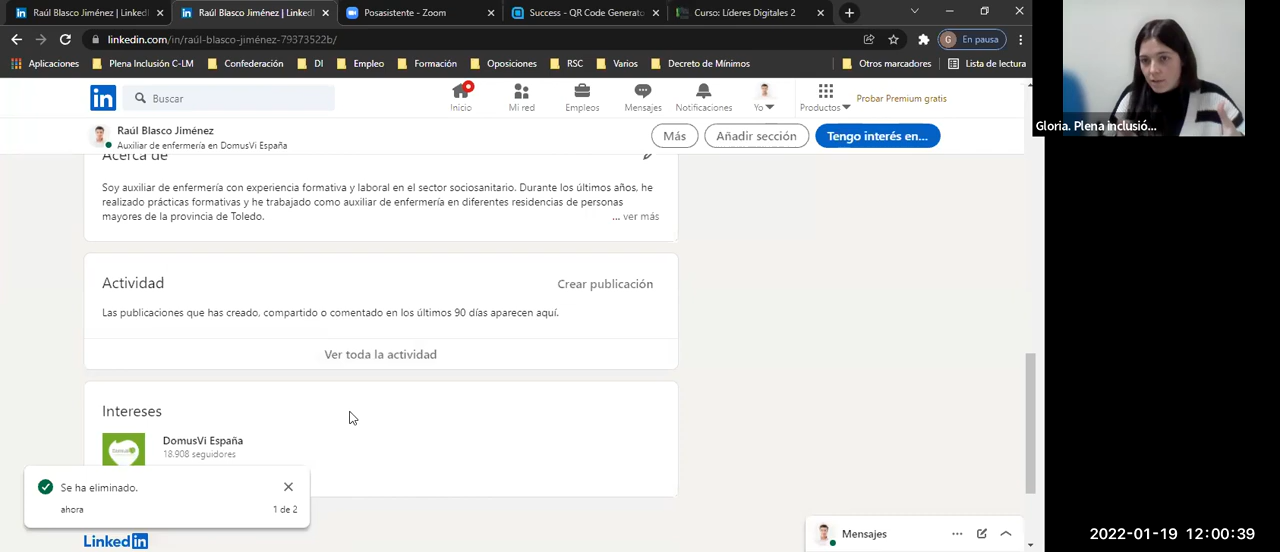 Raúl Blasco Jiménez | LinkedI
Raúl Blasco Jiménez | LinkedI
Posasistente - Zoom
Success - QR Code Generato
Curso: Líderes Digitales 2
linkedin.com/in/raúl-blasco-jiménez-79373522b/
G
En pausa
Aplicaciones
Plena Inclusión C-LM
Confederación
DI
Empleo
Formación
Oposiciones
RSC
Varios
Decreto de Mínimos
Otros marcadores
Lista de lectura
in
Buscar
Inicio
Mi red
Empleos
Mensajes
Notificaciones
Yo
Productos
Probar Premium gratis
Gloria. Plena inclusió...
Raúl Blasco Jiménez
Auxiliar de enfermería en DomusVi España
Más
Añadir sección
Tengo interés en...
Acerca de
Soy auxiliar de enfermería con experiencia formativa y laboral en el sector sociosanitario. Durante los últimos años, he
realizado prácticas formativas y he trabajado como auxiliar de enfermería en diferentes residencias de personas
mayores de la provincia de Toledo.
... ver más
Actividad
Crear publicación
Las publicaciones que has creado, compartido o comentado en los últimos 90 días aparecen aquí.
Ver toda la actividad
Intereses
DomusVi España
18.908 seguidores
Se ha eliminado.
ahora
1 de 2
Linkedin
Mensajes
2022-01-19 12:00:39